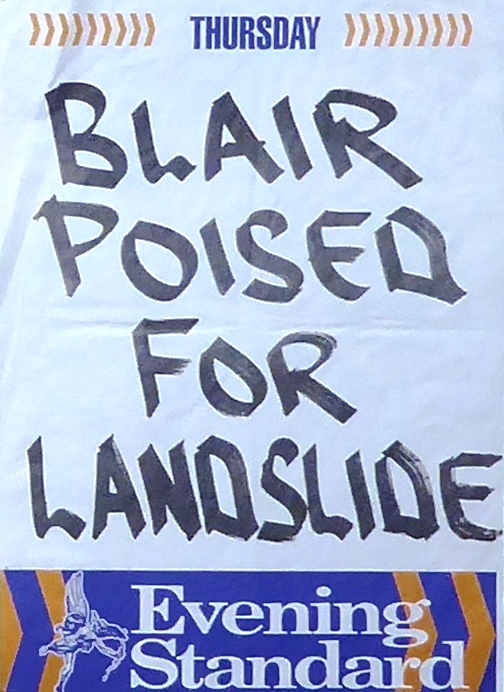 THURSDAY
BLAIR
POISED
FOR
LANDSLIDE
Evening
Standard